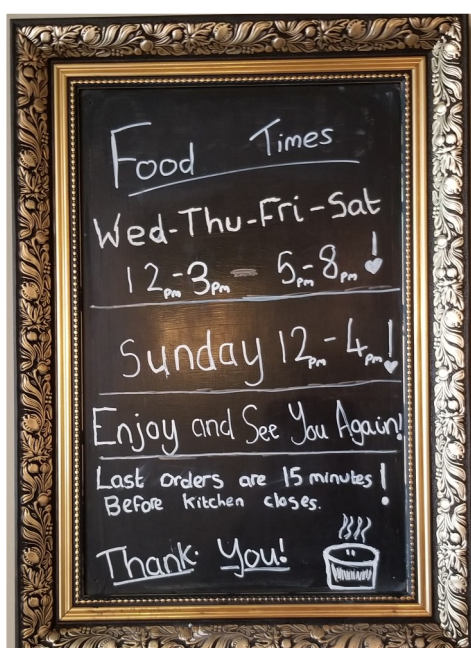 Food Times
Wed-Thu-Fri-Sat
12pm-3pm - 5pm-8pm!
Sunday 12pm-4pm!
Enjoy and See You Again!
Last orders are 15 minutes!
Before kitchen closes.
Thank. You!